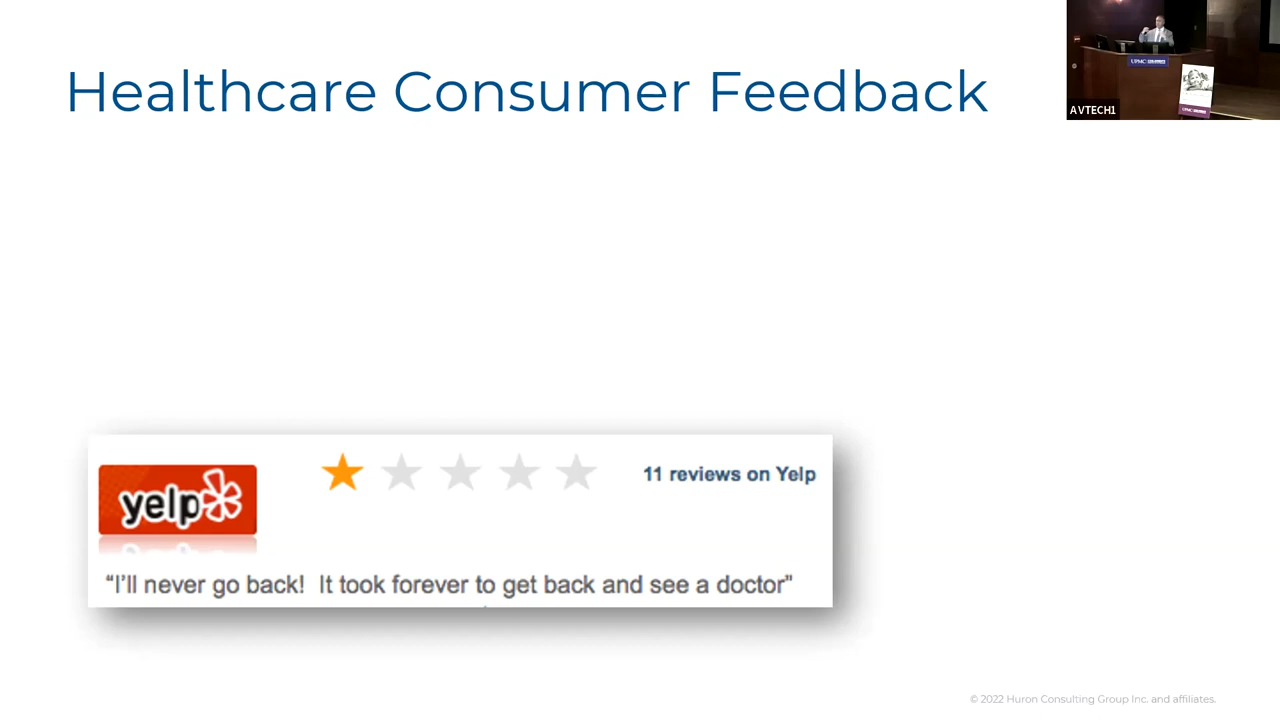 Healthcare Consumer Feedback
AVTECH1
UPMC
yelp
11 reviews on Yelp
“I’ll never go back!  It took forever to get back and see a doctor”
© 2022 Huron Consulting Group Inc. and affiliates.